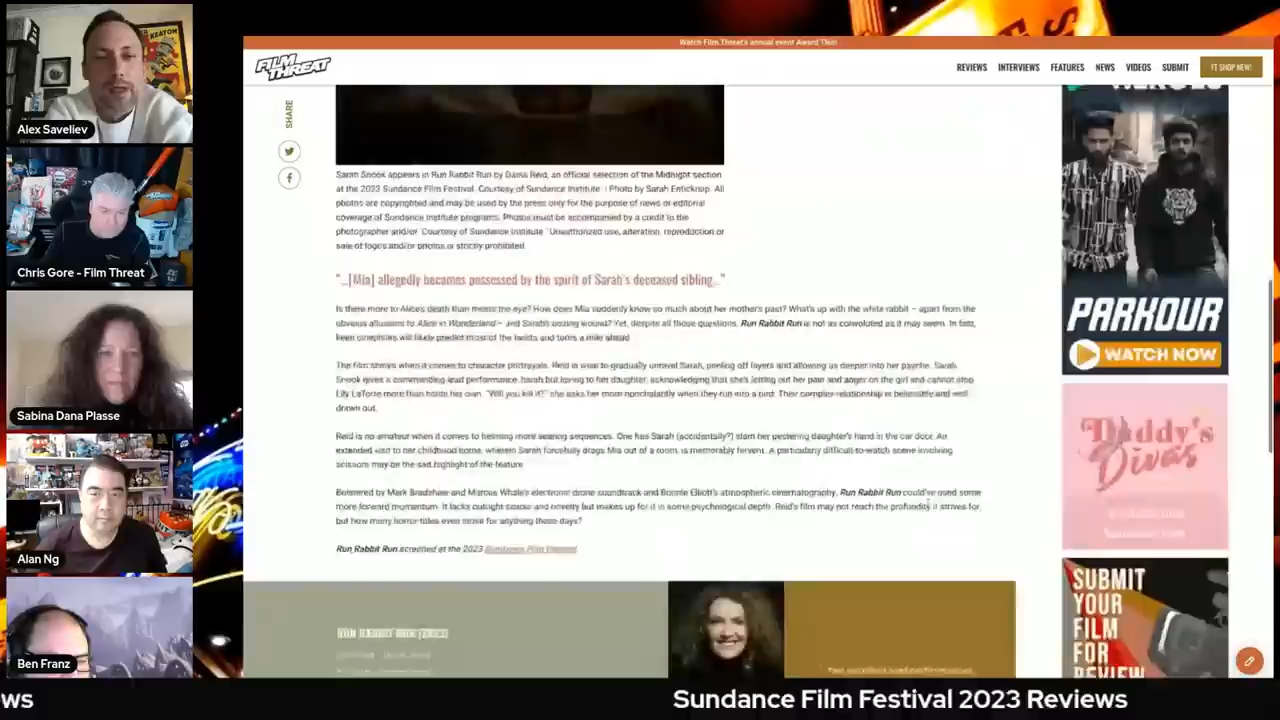 Watch Film Threat's annual event Award This!
FILM THREAT
REVIEWS INTERVIEWS FEATURES NEWS VIDEOS SUBMIT FT SHOP NEW!
Alex Saveliev
Chris Gore - Film Threat
Sabina Dana Plasse
Alan Ng
Ben Franz
SHARE
Sarah Snook appears in Run Rabbit Run by Daina Reid, an official selection of the Midnight section
at the 2023 Sundance Film Festival. Courtesy of Sundance Institute | Photo by Sarah Enticknap. All
photos are copyrighted and may be used by the press only for the purpose of news or editorial
coverage of Sundance Institute programs. Photos must be accompanied by a credit to the
photographer and/or 'Courtesy of Sundance Institute.' Unauthorized use, alteration, reproduction or
sale of logos and/or photos is strictly prohibited.
"...[Mia] allegedly becomes possessed by the spirit of Sarah's deceased sibling..."
Is there more to Alice's death than meets the eye? How does Mia suddenly know so much about her mother's past? What's up with the white rabbit – apart from the
obvious allusions to Alice in Wonderland – and Sarah's oozing wound? Yet, despite all those questions, Run Rabbit Run is not as convoluted as it may seem. In fact,
keen cinephiles will likely predict most of the twists and turns a mile ahead.
The film shines when it comes to character portrayals. Reid is wise to gradually unravel Sarah, peeling off layers and allowing us deeper into her psyche. Sarah
Snook gives a commanding lead performance, harsh but loving to her daughter, acknowledging that she's letting out her pain and anger on the girl and cannot stop.
Lily LaTorre more than holds her own. "Will you kill it?" she asks her mom nonchalantly when they run into a bird. Their complex relationship is believable and well
drawn out.
Reid is no amateur when it comes to helming more searing sequences. One has Sarah (accidentally?) slam her pestering daughter's hand in the car door. An
extended visit to her childhood home, wherein Sarah forcefully drags Mia out of a room, is memorably fervent. A particularly difficult-to-watch scene involving
scissors may be the sad highlight of the feature.
Bolstered by Mark Bradshaw and Marcus Whale's electronic drone soundtrack and Bonnie Elliott's atmospheric cinematography, Run Rabbit Run could've used some
more forward momentum. It lacks outright scares and novelty but makes up for it in some psychological depth. Reid's film may not reach the profundity it strives for,
but how many horror titles even strive for anything these days?
Run Rabbit Run screened at the 2023 Sundance Film Festival.
PARKOUR
WATCH NOW
Daddy's
Divas
SUBMIT
YOUR
FILM
FOR
REVIEW
ws
Sundance Film Festival 2023 Reviews